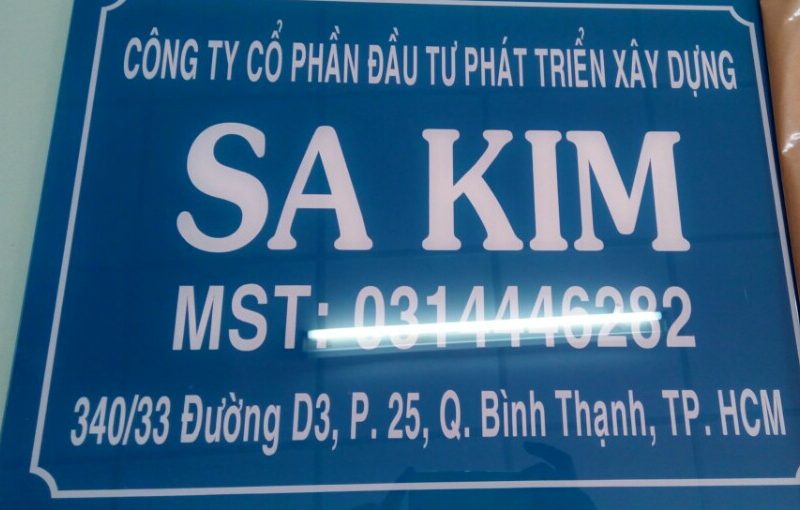 CÔNG TY CỔ PHẦN ĐẦU TƯ PHÁT TRIỂN XÂY DỰNG
SA KIM
MST: 0314446282
340/33 Đường D3, P. 25, Q. Bình Thạnh, TP. HCM